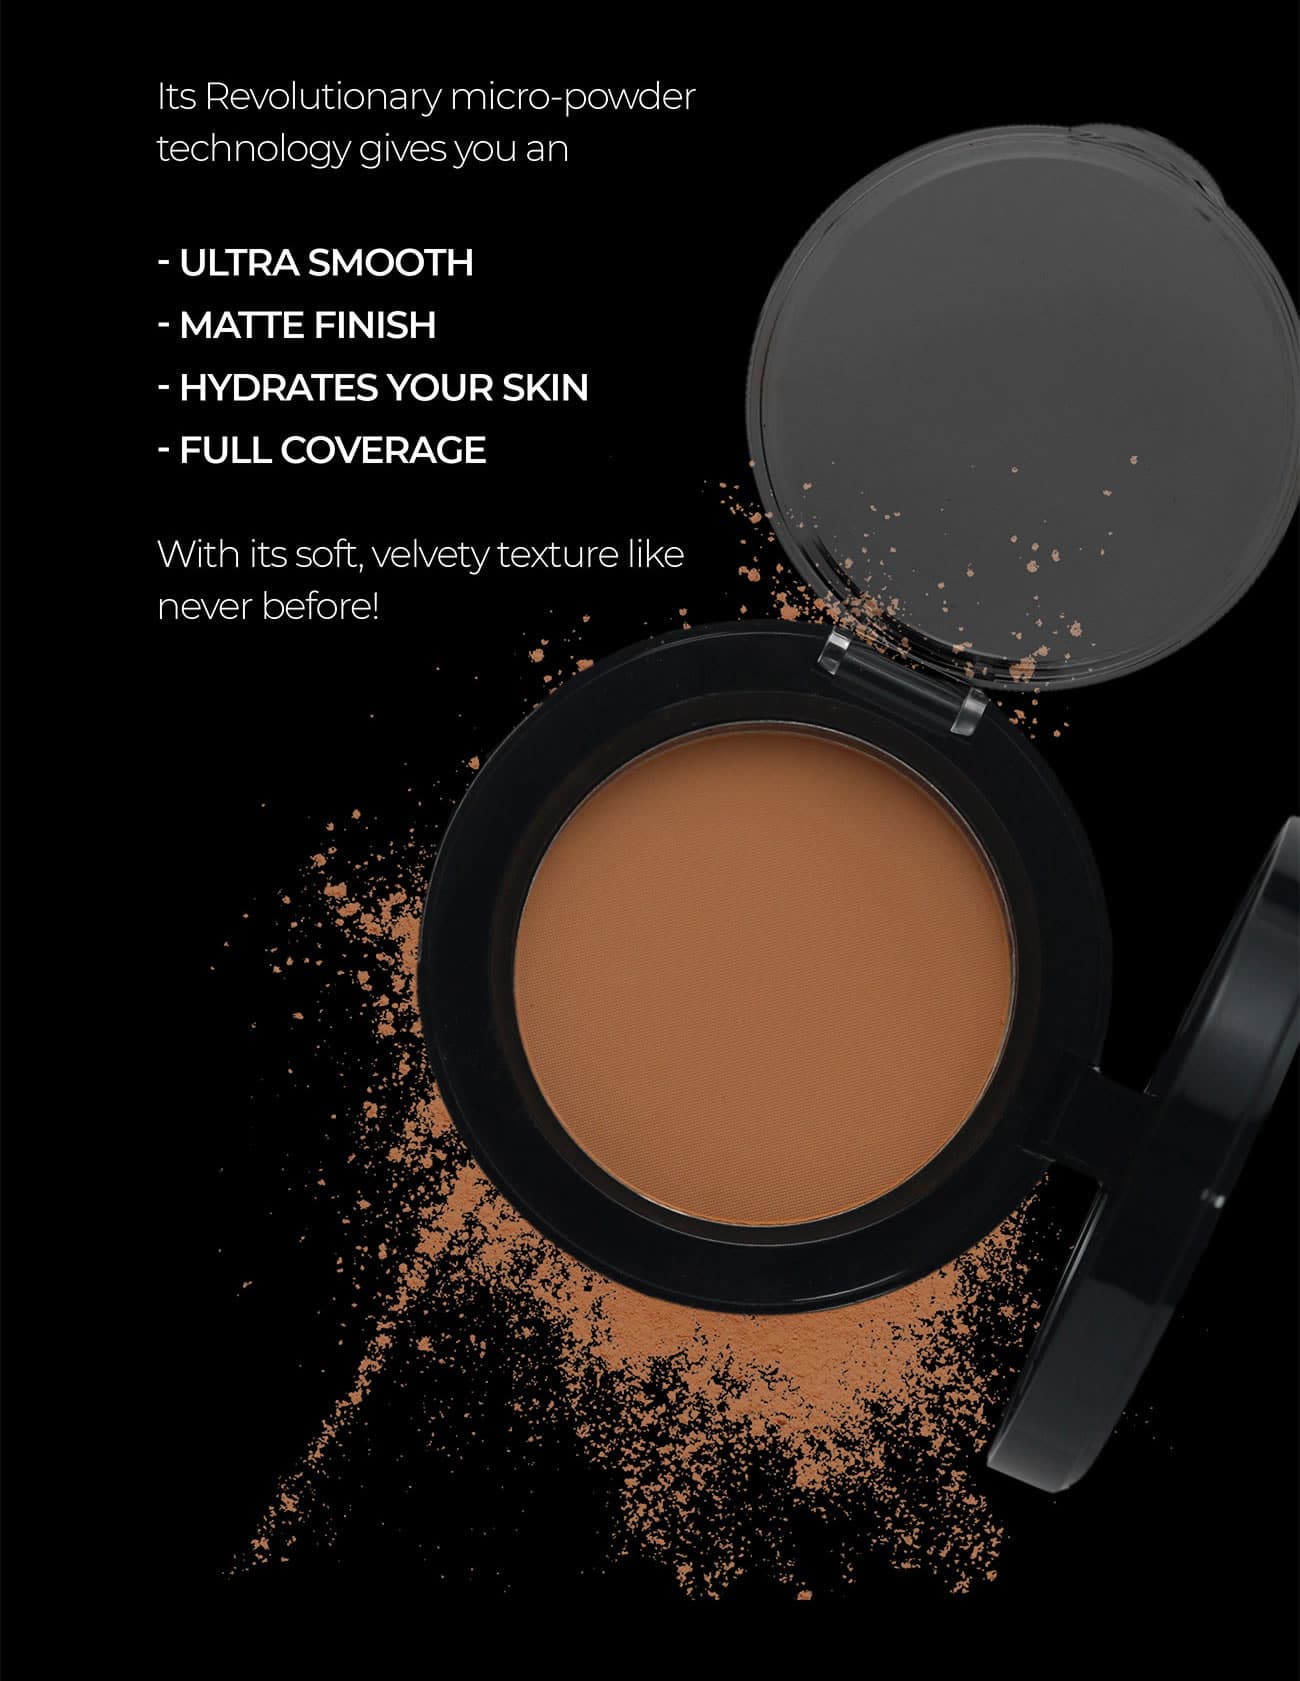 Its Revolutionary micro-powder
technology gives you an
- ULTRA SMOOTH
- MATTE FINISH
- HYDRATES YOUR SKIN
- FULL COVERAGE
With its soft, velvety texture like
never before!